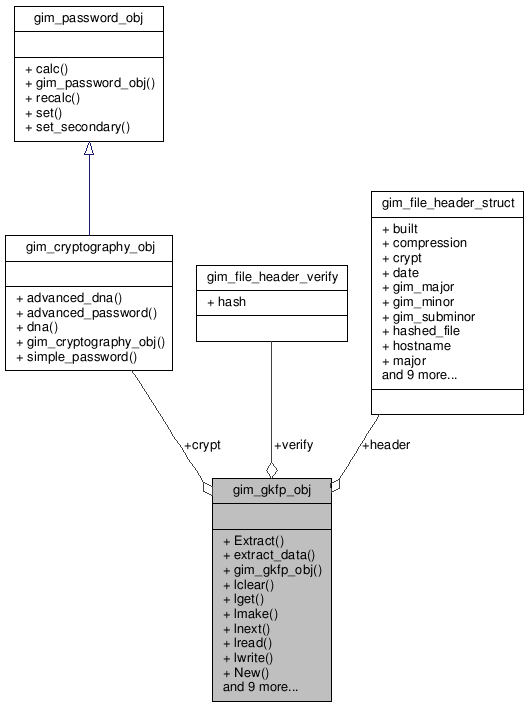 gim_password_obj
+ calc()
+ gim_password_obj()
+ recalc()
+ set()
+ set_secondary()
gim_cryptography_obj
+ advanced_dna()
+ advanced_password()
+ dna()
+ gim_cryptography_obj()
+ simple_password()
gim_file_header_verify
+ hash
gim_file_header_struct
+ built
+ compression
+ crypt
+ date
+ gim_major
+ gim_minor
+ gim_subminor
+ hashed_file
+ hostname
+ major
and 9 more...
+crypt
+verify
+header
gim_gkfp_obj
+ Extract()
+ extract_data()
+ gim_gkfp_obj()
+ lclear()
+ lget()
+ lmake()
+ lnext()
+ lread()
+ lwrite()
+ New()
and 9 more...